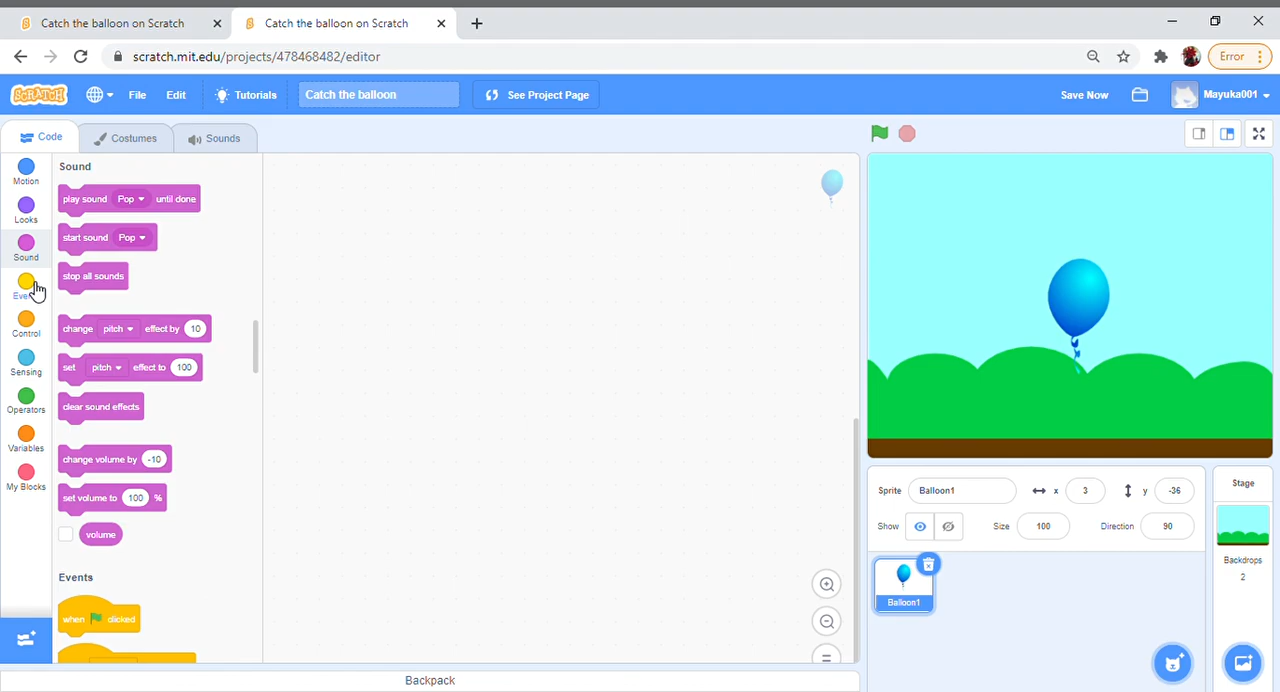 Catch the balloon on Scratch
Catch the balloon on Scratch
scratch.mit.edu/projects/478468482/editor
Error
SCRATCH
File
Edit
Tutorials
Catch the balloon
See Project Page
Save Now
Mayuka001
Code
Costumes
Sounds
Motion
Looks
Sound
Control
Sensing
Operators
Variables
My Blocks
Sound
play sound Pop until done
start sound Pop
stop all sounds
change pitch effect by 10
set pitch effect to 100
clear sound effects
change volume by -10
set volume to 100 %
volume
Events
when clicked
Sprite Balloon1 x 3 y -36
Show Size 100 Direction 90
Balloon1
Stage
Backdrops
2
Backpack